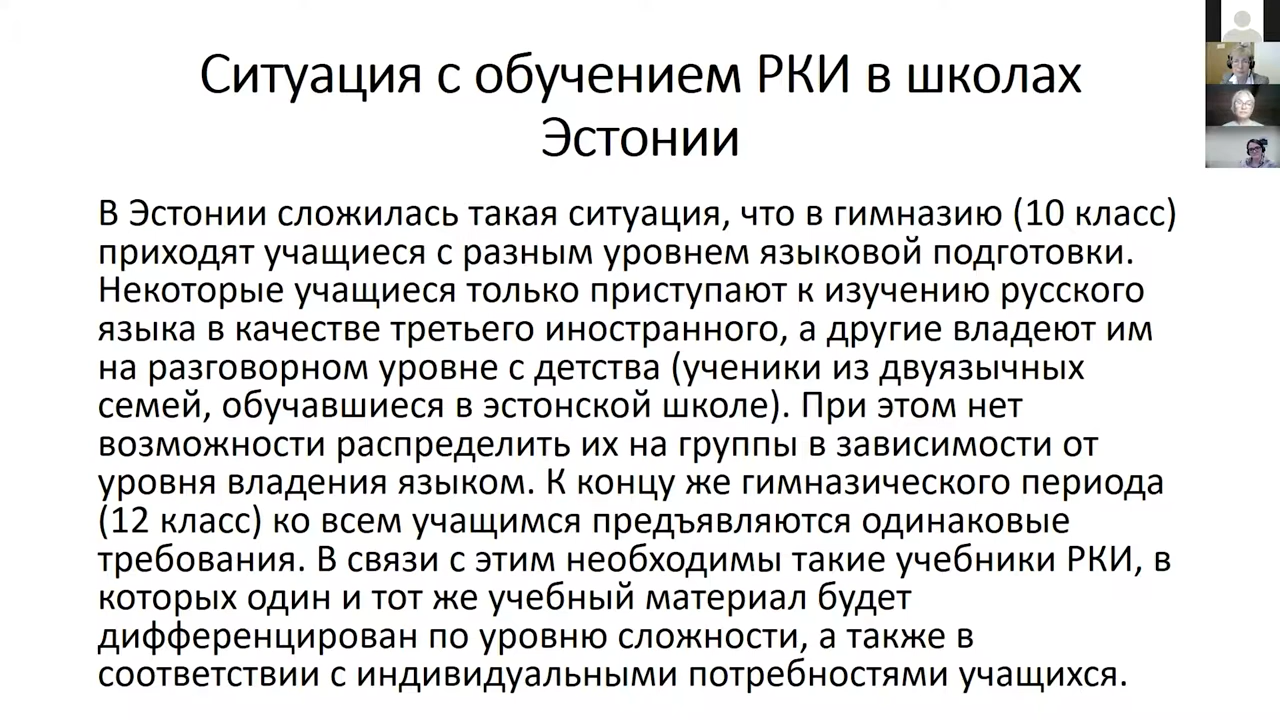 Ситуация с обучением РКИ в школах
Эстонии
В Эстонии сложилась такая ситуация, что в гимназию (10 класс)
приходят учащиеся с разным уровнем языковой подготовки.
Некоторые учащиеся только приступают к изучению русского
языка в качестве третьего иностранного, а другие владеют им
на разговорном уровне с детства (ученики из двуязычных
семей, обучавшиеся в эстонской школе). При этом нет
возможности распределить их на группы в зависимости от
уровня владения языком. К концу же гимназического периода
(12 класс) ко всем учащимся предъявляются одинаковые
требования. В связи с этим необходимы такие учебники РКИ, в
которых один и тот же учебный материал будет
дифференцирован по уровню сложности, а также в
соответствии с индивидуальными потребностями учащихся.